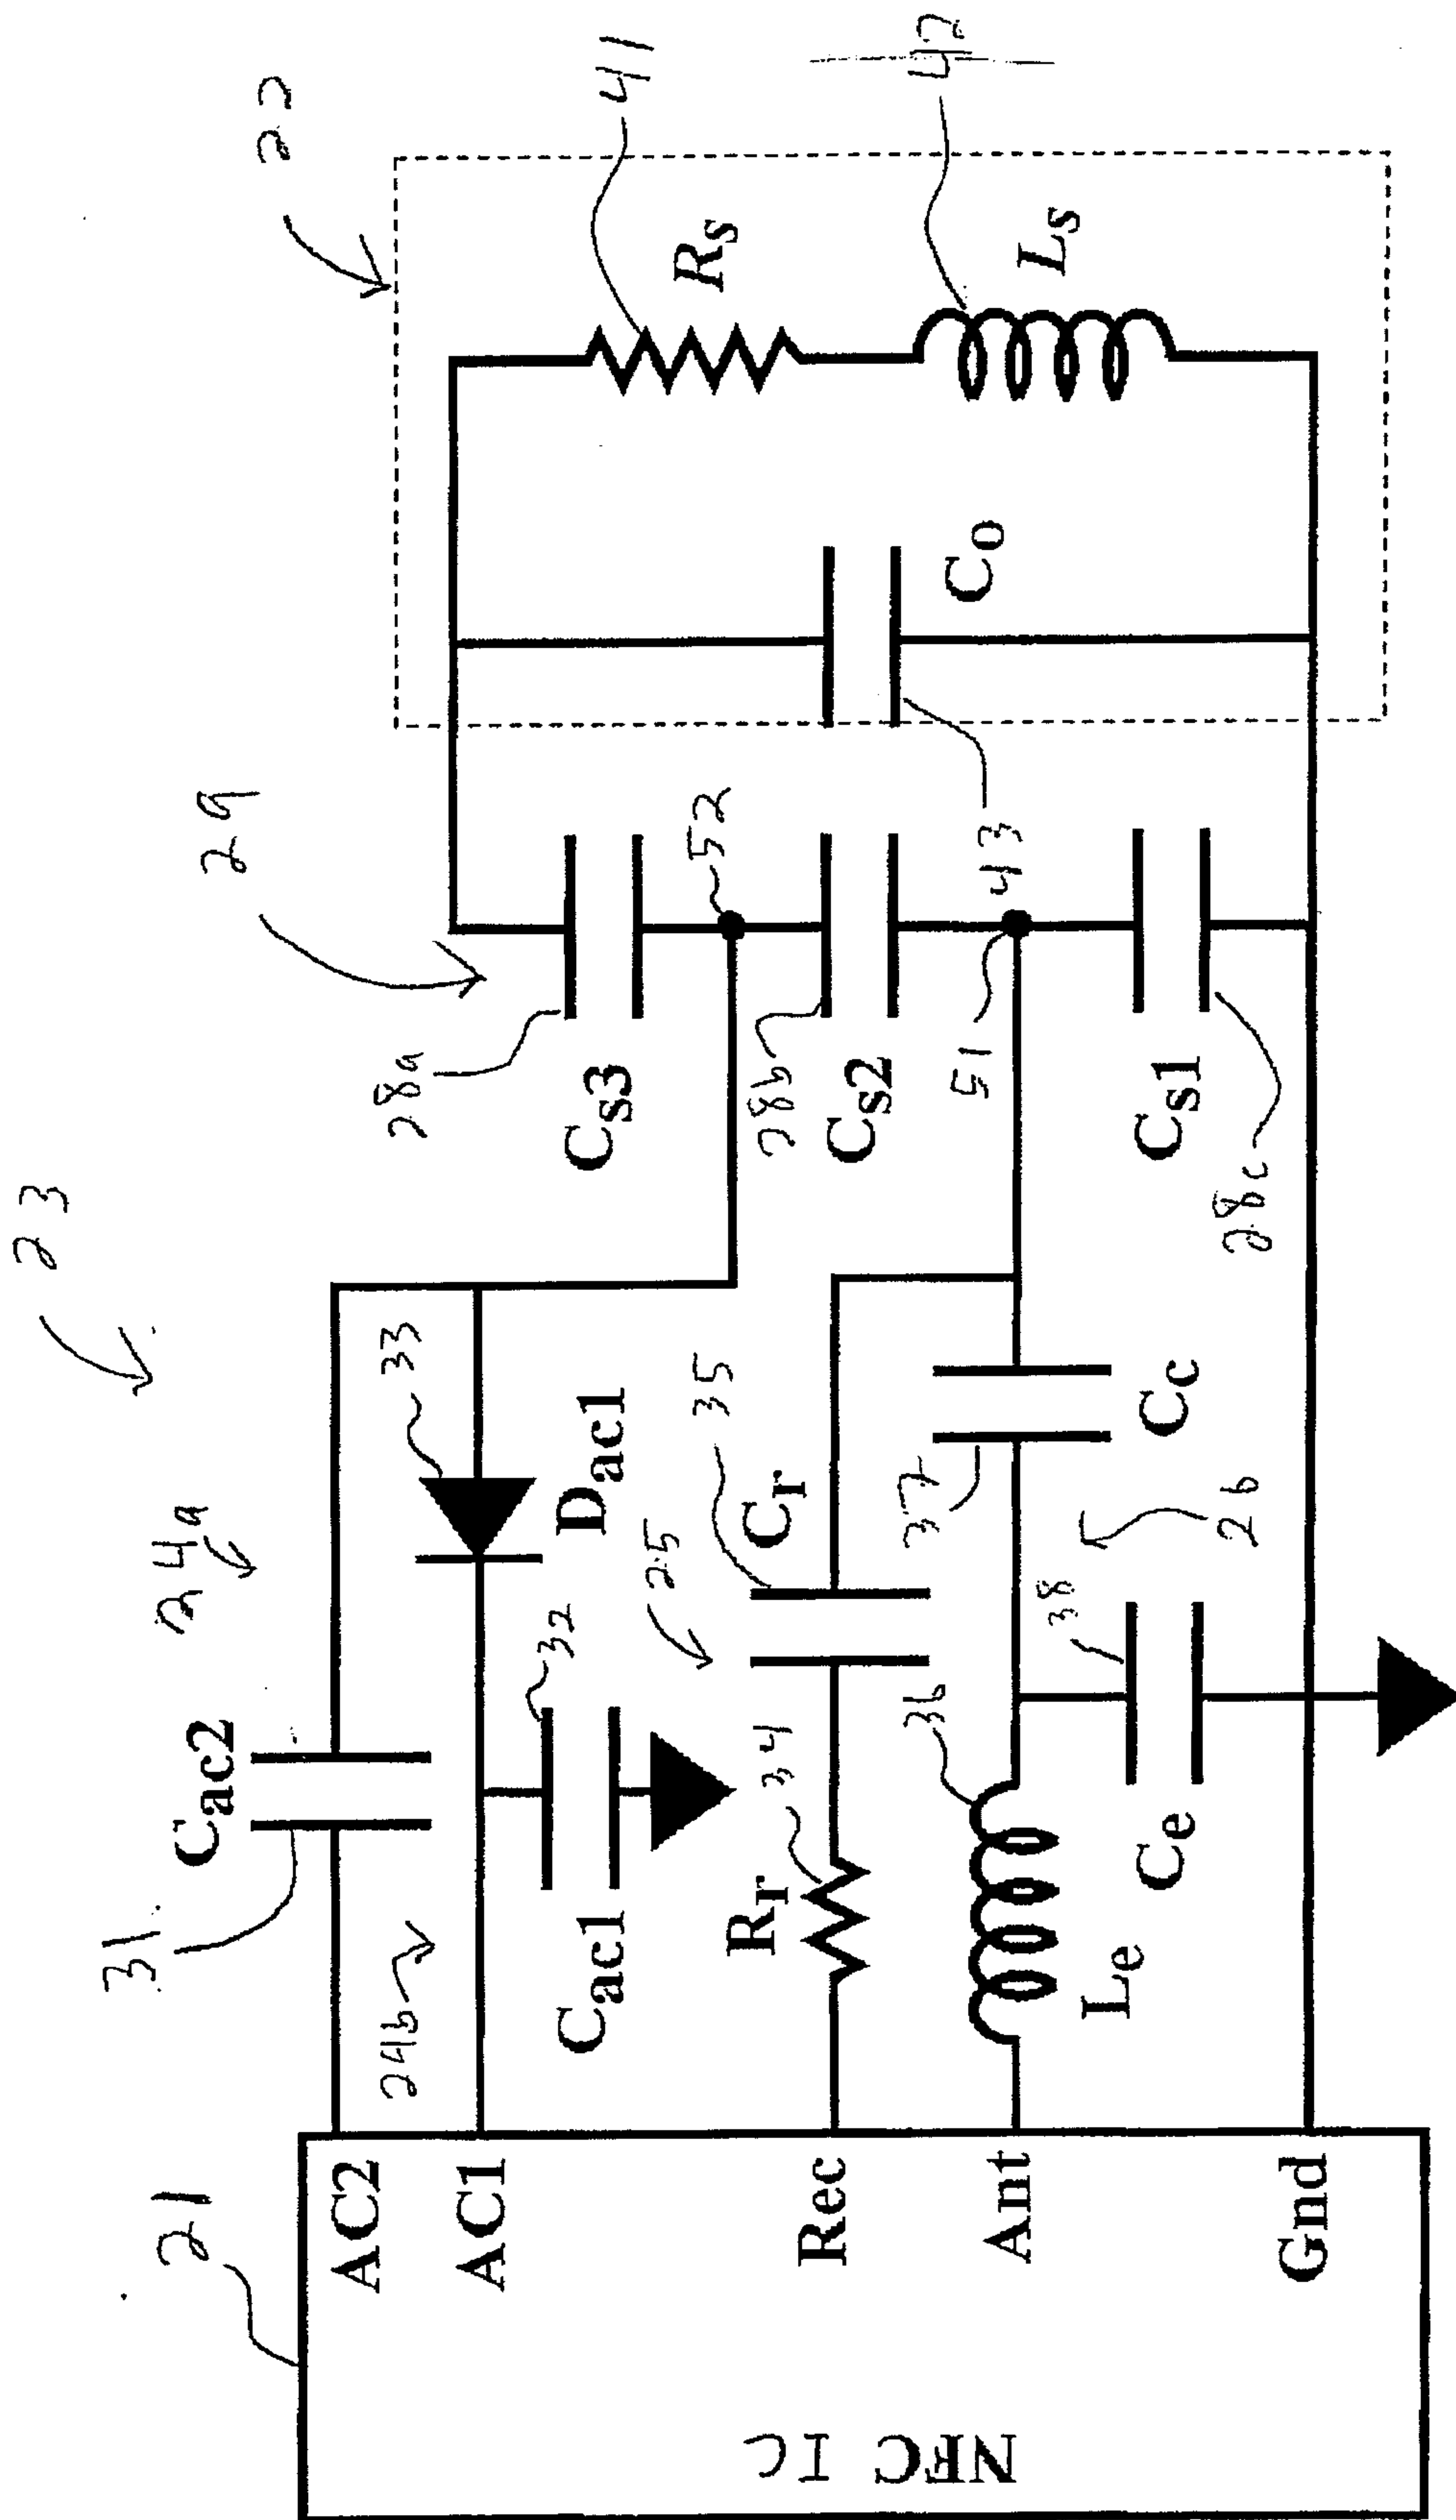 23
29
22
21
31
Cac2
24a
24b
AC2
AC1
Rec
Ant
Gnd
NFC IC
Cac1
32
33
Dac1
25
Rr
34
Cr
35
Le
36
Ce
38
37
Cc
26
28a
Cs3
52
28b
Cs2
51
43
Cs1
28c
Co
Rs
41
Ls
42